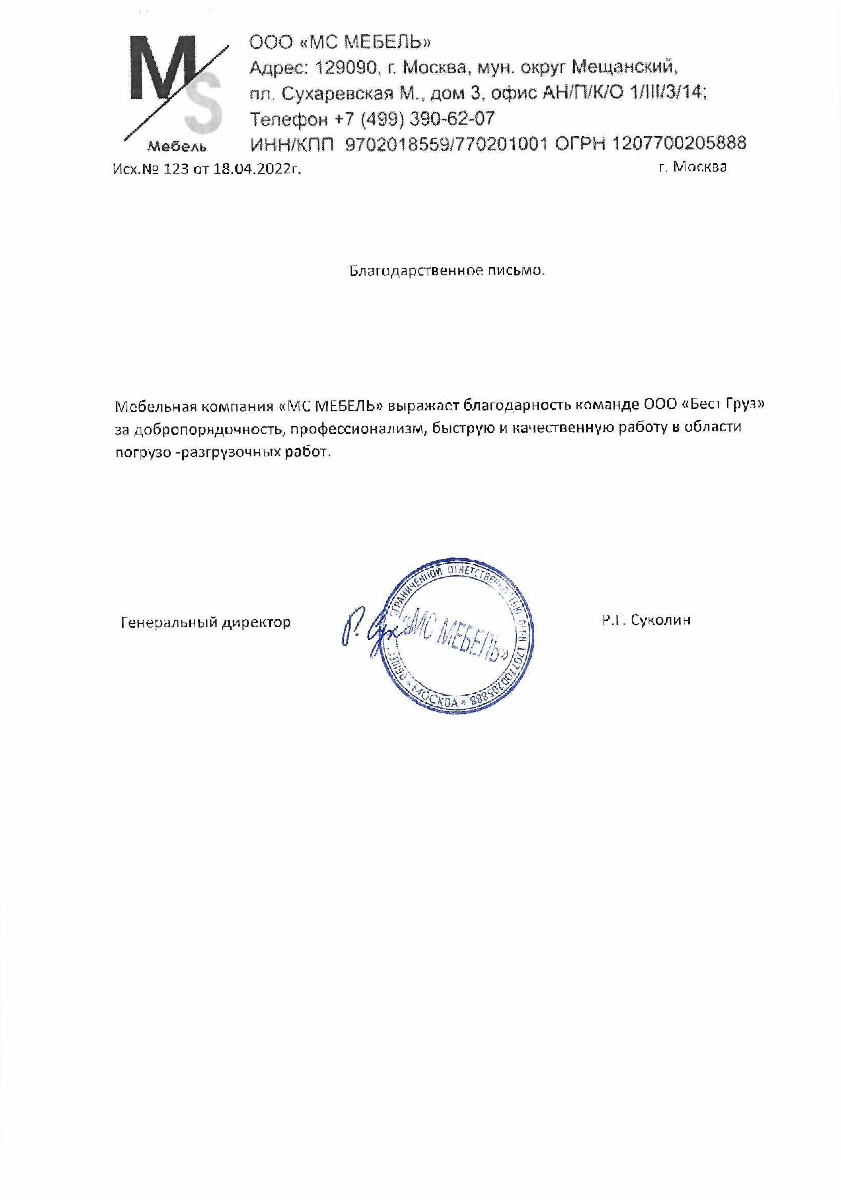 MS
Мебель
ООО «МС МЕБЕЛЬ»
Адрес: 129090, г. Москва, мун. округ Мещанский,
пл. Сухаревская М., дом 3, офис АН/П/К/О 1/III/3/14;
Телефон +7 (499) 390-62-07
ИНН/КПП 9702018559/770201001 ОГРН 1207700205888
Исх.№ 123 от 18.04.2022г. г. Москва
Благодарственное письмо.
Мебельная компания «МС МЕБЕЛЬ» выражает благодарность команде ООО «Бест Груз»
за добропорядочность, профессионализм, быструю и качественную работу в области
погрузо -разгрузочных работ.
Генеральный директор Р.Г. Суколин
«МС МЕБЕЛЬ»
ОГРАНИЧЕННОЙ ОТВЕТСТВЕННОСТЬЮ ОГРН 1207700205888
МОСКВА